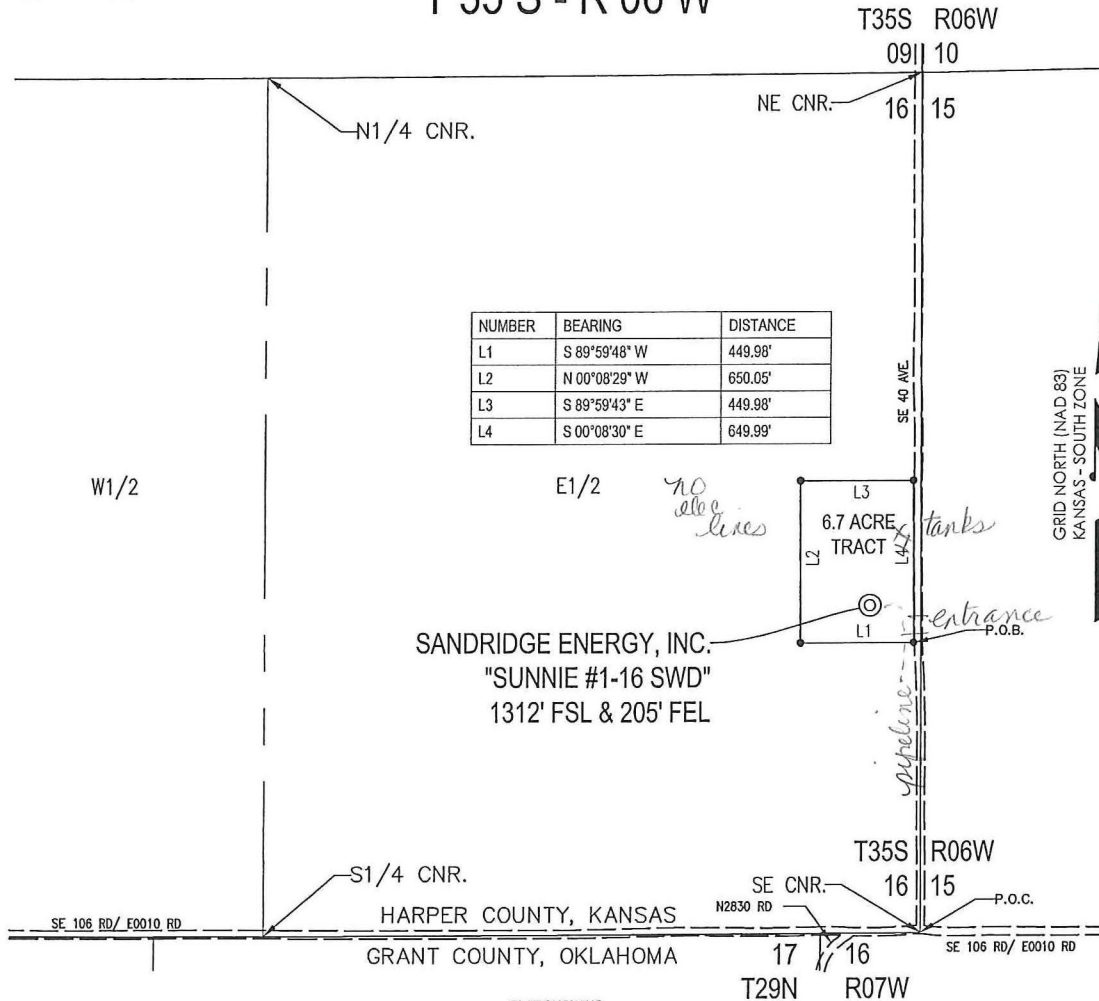 T 35 S - R 06 W
T35S R06W
09 10
NE CNR.
16 15
N1/4 CNR.
NUMBER BEARING DISTANCE
L1 S 89°59'48" W 449.98'
L2 N 00°08'29" W 650.05'
L3 S 89°59'43" E 449.98'
L4 S 00°08'30" E 649.99'
SE 40 AVE.
GRID NORTH (NAD 83)
KANSAS - SOUTH ZONE
W1/2
E1/2
no
elec
lines
L3
6.7 ACRE
TRACT
tanks
L2
L4
entrance
L1
P.O.B.
SANDRIDGE ENERGY, INC.
"SUNNIE #1-16 SWD"
1312' FSL & 205' FEL
pipeline
T35S R06W
S1/4 CNR.
SE CNR.
16 15
P.O.C.
N2830 RD
SE 106 RD/ E0010 RD
HARPER COUNTY, KANSAS
GRANT COUNTY, OKLAHOMA
17 16
SE 106 RD/ E0010 RD
T29N R07W